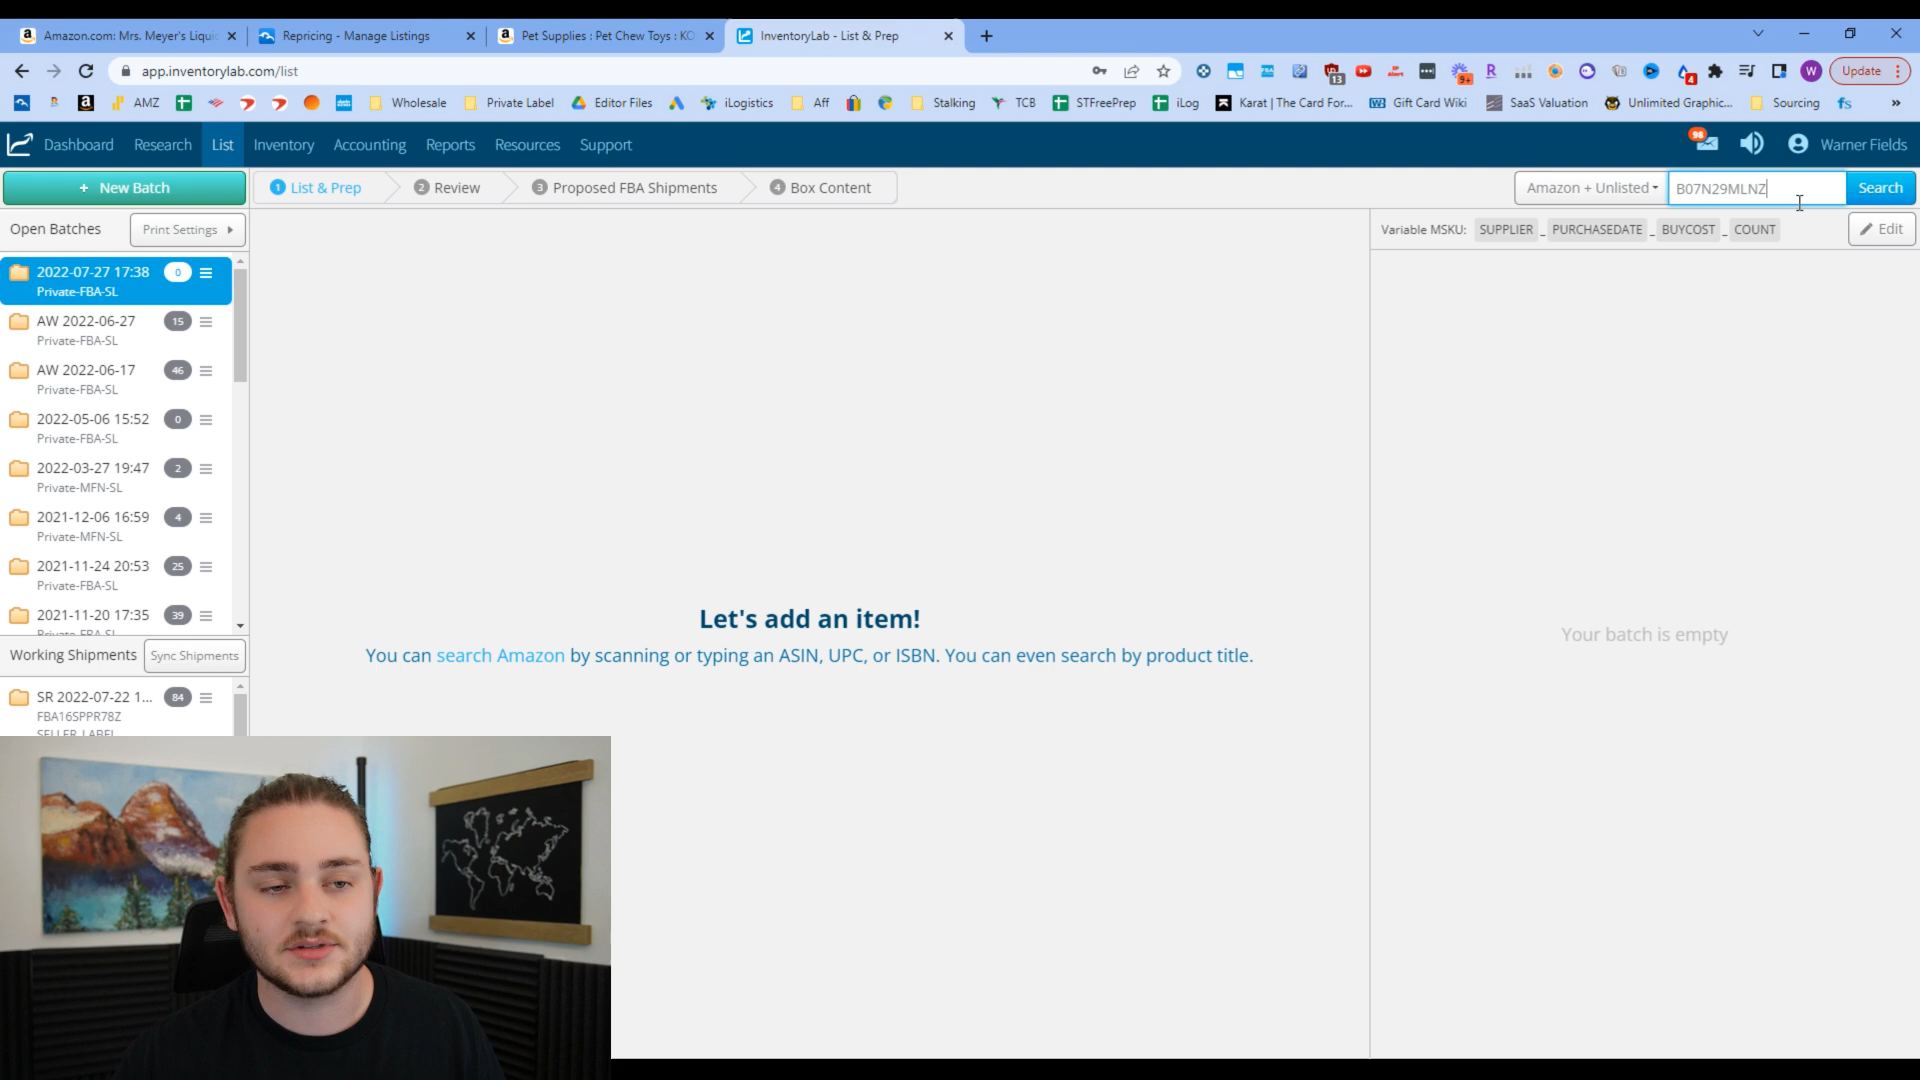 Amazon.com: Mrs. Meyer's Liquid
Repricing - Manage Listings
Pet Supplies : Pet Chew Toys : KO
InventoryLab - List & Prep
app.inventorylab.com/list
Update
AMZ
Wholesale
Private Label
Editor Files
iLogistics
Aff
Stalking
TCB
STFreePrep
iLog
Karat | The Card For...
Gift Card Wiki
SaaS Valuation
Unlimited Graphic...
Sourcing
Dashboard Research List Inventory Accounting Reports Resources Support
98
Warner Fields
+ New Batch
1 List & Prep
2 Review
3 Proposed FBA Shipments
4 Box Content
Amazon + Unlisted
B07N29MLNZ
Search
Open Batches
Print Settings
Variable MSKU: SUPPLIER _ PURCHASEDATE _ BUYCOST _ COUNT
Edit
2022-07-27 17:38 0
Private-FBA-SL
AW 2022-06-27 15
Private-FBA-SL
AW 2022-06-17 46
Private-FBA-SL
2022-05-06 15:52 0
Private-FBA-SL
2022-03-27 19:47 2
Private-MFN-SL
2021-12-06 16:59 4
Private-MFN-SL
2021-11-24 20:53 25
Private-FBA-SL
2021-11-20 17:35 39
Private-FBA-SL
Let's add an item!
You can search Amazon by scanning or typing an ASIN, UPC, or ISBN. You can even search by product title.
Your batch is empty
Working Shipments
Sync Shipments
SR 2022-07-22 1... 84
FBA16SPPR78Z
SELLER_LABEL